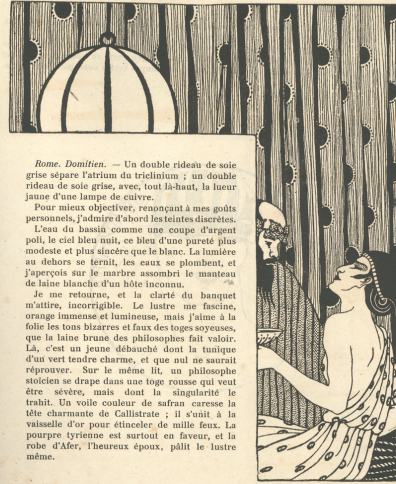 Rome. Domitien. — Un double rideau de soie
grise sépare l'atrium du triclinium ; un double
rideau de soie grise, avec, tout là-haut, la lueur
jaune d'une lampe de cuivre.
Pour mieux objectiver, renonçant à mes goûts
personnels, j'admire d'abord les teintes discrètes.
L'eau du bassin comme une coupe d'argent
poli, le ciel bleu nuit, ce bleu d'une pureté plus
modeste et plus sincère que le blanc. La lumière
au dehors se ternit, les eaux se plombent, et
j'aperçois sur le marbre assombri le manteau
de laine blanche d'un hôte inconnu.
Je me retourne, et la clarté du banquet
m'attire, incorrigible. Le lustre me fascine,
orange immense et lumineuse, mais j'aime à la
folie les tons bizarres et faux des toges soyeuses,
que la laine brune des philosophes fait valoir.
Là, c'est un jeune débauché dont la tunique
d'un vert tendre charme, et que nul ne saurait
réprouver. Sur le même lit, un philosophe
stoïcien se drape dans une toge rousse qui veut
être sévère, mais dont la singularité le
trahit. Un voile couleur de safran caresse la
tête charmante de Callistrate ; il s'unit à la
vaisselle d'or pour étinceler de mille feux. La
pourpre tyrienne est surtout en faveur, et la
robe d'Afer, l'heureux époux, pâlit le lustre
même.